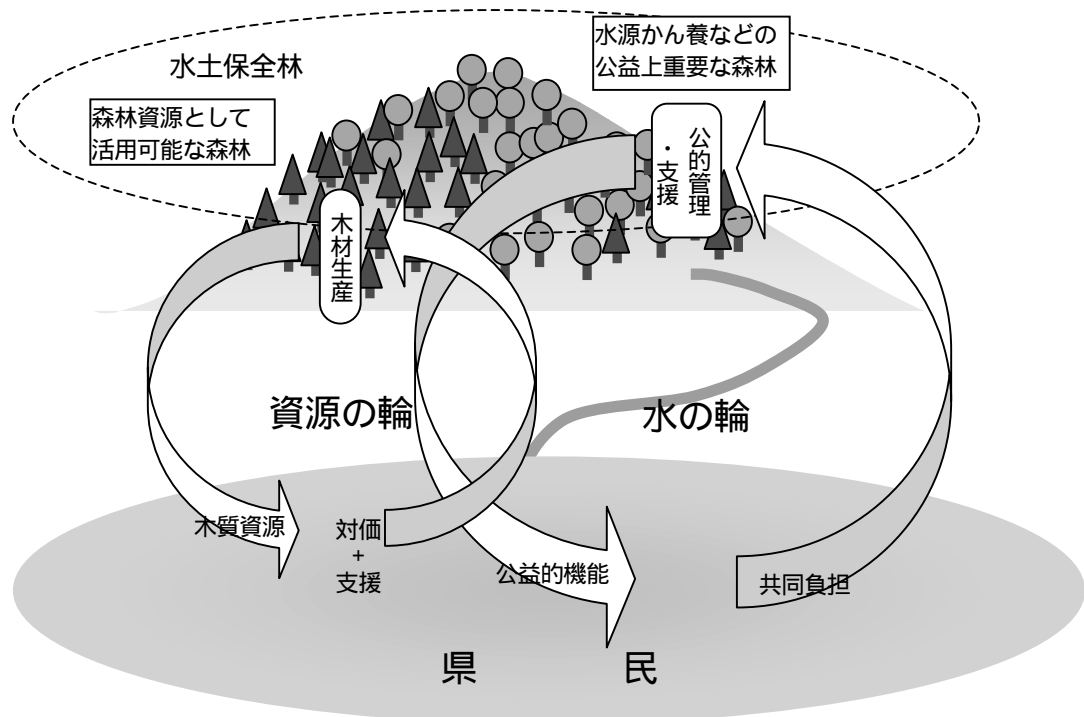 水土保全林
水源かん養などの
公益上重要な森林
森林資源として
活用可能な森林
公的管理
・支援
木材生産
資源の輪
水の輪
木質資源
対価
+
支援
公益的機能
共同負担
県民